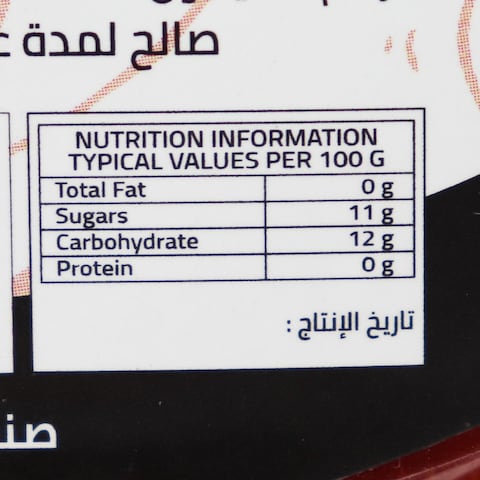 صالح لمدة
NUTRITION INFORMATION
TYPICAL VALUES PER 100 G
Total Fat 0 g
Sugars 11 g
Carbohydrate 12 g
Protein 0 g
تاريخ الإنتاج :